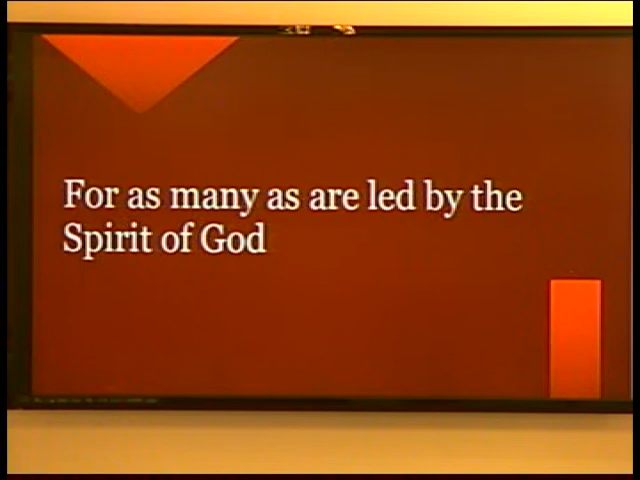 For as many as are led by the
Spirit of God